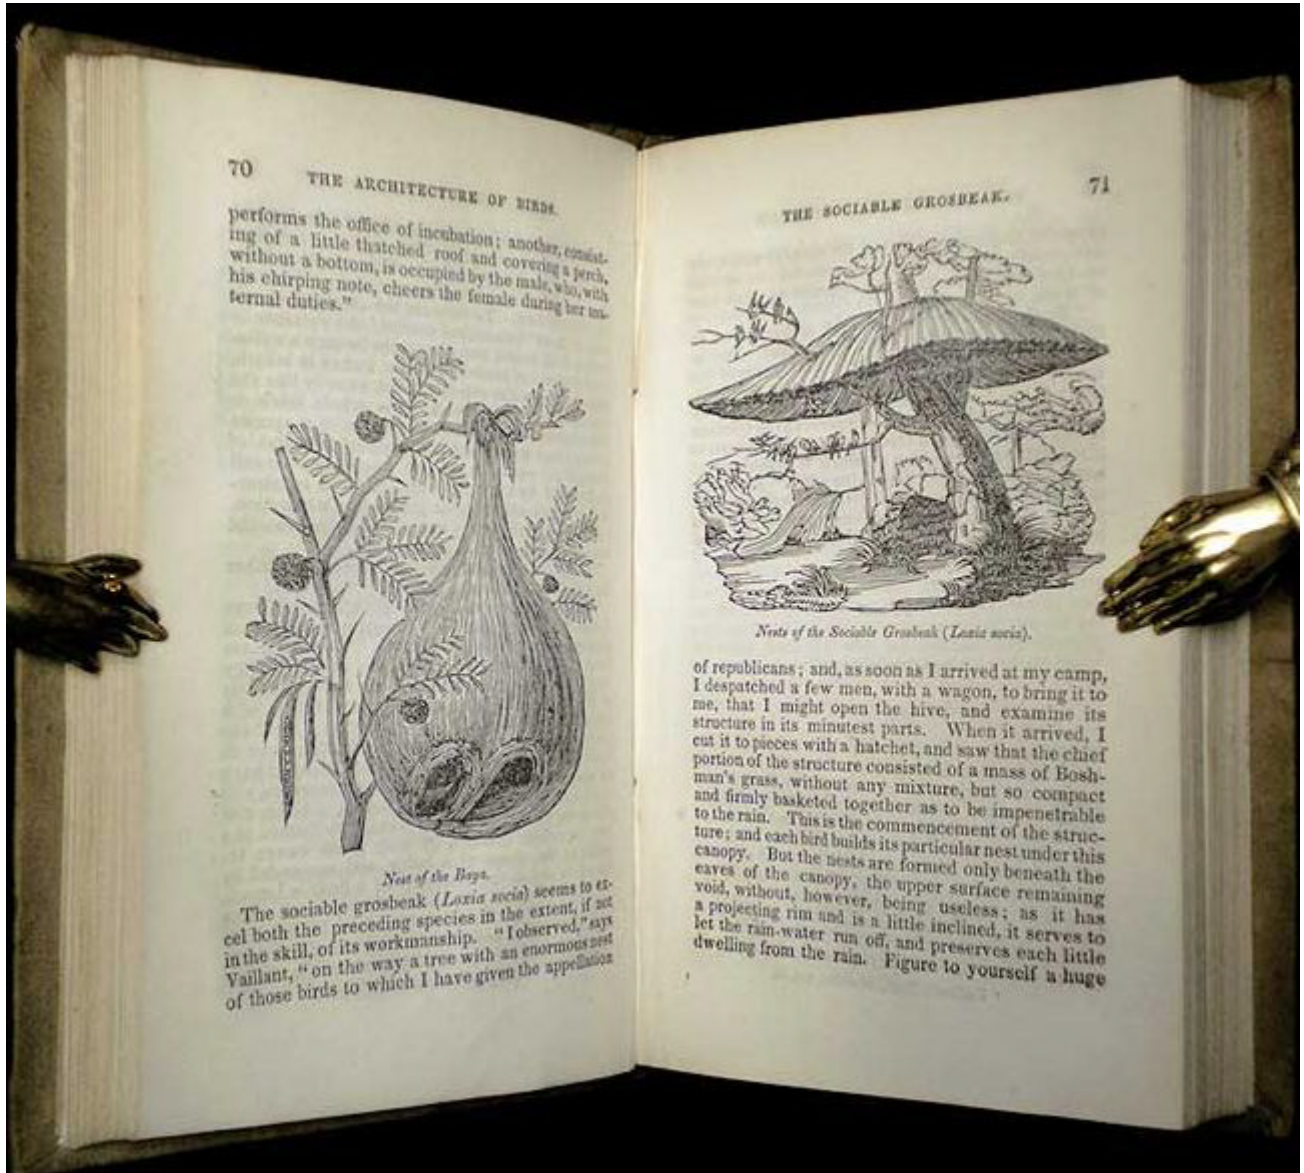 70
THE ARCHITECTURE OF BIRDS.
performs the office of incubation; another, consist-
ing of a little thatched roof and covering a perch,
without a bottom, is occupied by the male, who, with
his chirping note, cheers the female during her ma-
ternal duties."
Nest of the Baya.
The sociable grosbeak (Loxia socia) seems to ex-
cel both the preceding species in the extent, if not
in the skill, of its workmanship. "I observed," says
Vaillant, "on the way a tree with an enormous nest
of those birds to which I have given the appellation
71
THE SOCIABLE GROSBEAK.
Nests of the Sociable Grosbeak (Loxia socia).
of republicans; and, as soon as I arrived at my camp,
I despatched a few men, with a wagon, to bring it to
me, that I might open the hive, and examine its
structure in its minutest parts. When it arrived, I
cut it to pieces with a hatchet, and saw that the chief
portion of the structure consisted of a mass of Bosh-
man's grass, without any mixture, but so compact
and firmly basketed together as to be impenetrable
to the rain. This is the commencement of the struc-
ture; and each bird builds its particular nest under this
canopy. But the nests are formed only beneath the
eaves of the canopy, the upper surface remaining
void, without, however, being useless; as it has
a projecting rim and is a little inclined, it serves to
let the rain-water run off, and preserves each little
dwelling from the rain. Figure to yourself a huge